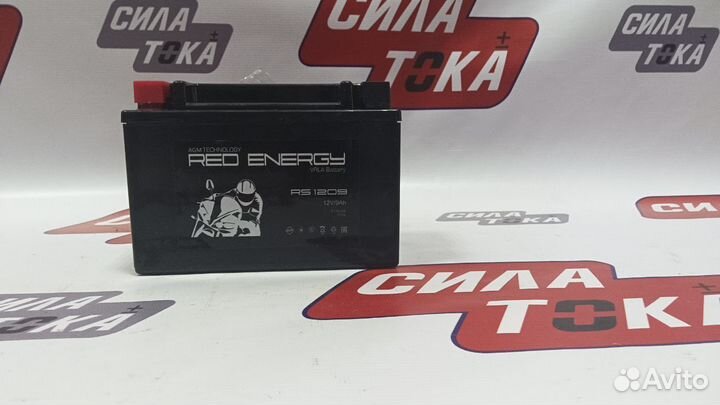 СИЛА
ТОКА
СИЛА
ТОКА
±
СИЛА
ТОКА
AGM TECHNOLOGY
RED ENERGY
VRLA Battery
RS 1209
12V/9Ah
СИЛА
ТОКА
СИЛА
ТОКА
СИЛА
ТОКА
±
Avito